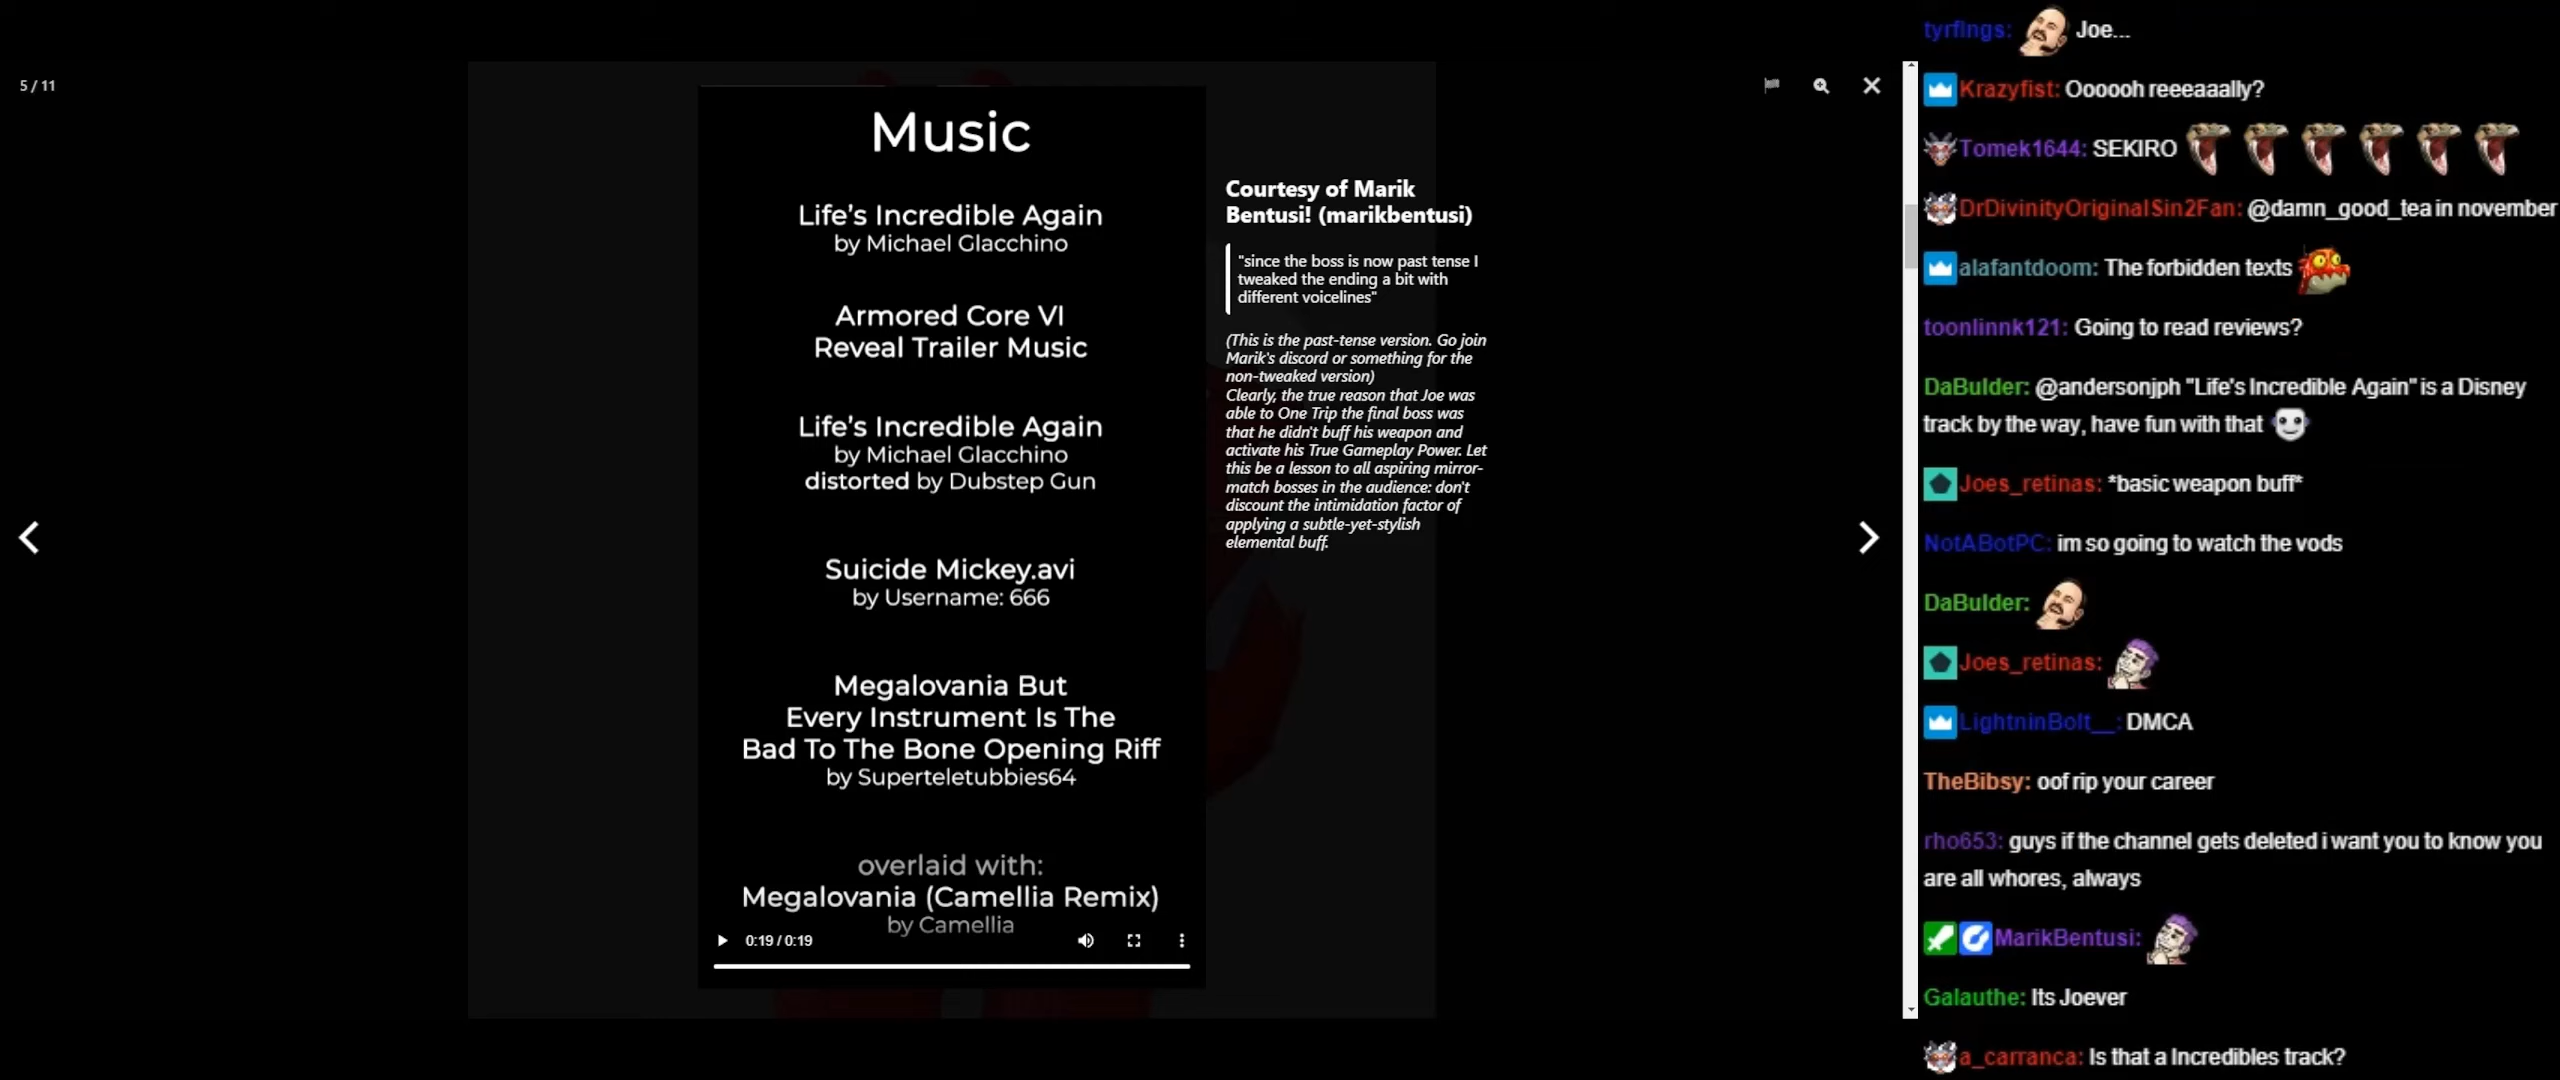 5 / 11
Music
Life's Incredible Again
by Michael Glacchino
Armored Core VI
Reveal Trailer Music
Life's Incredible Again
by Michael Glacchino
distorted by Dubstep Gun
Suicide Mickey.avi
by Username: 666
Megalovania But
Every Instrument Is The
Bad To The Bone Opening Riff
by Superteletubbies64
overlaid with:
Megalovania (Camellia Remix)
by Camellia
0:19 / 0:19
Courtesy of Marik
Bentusi! (marikbentusi)
"since the boss is now past tense I
tweaked the ending a bit with
different voicelines"
(This is the past-tense version. Go join
Marik's discord or something for the
non-tweaked version)
Clearly, the true reason that Joe was
able to One Trip the final boss was
that he didn't buff his weapon and
activate his True Gameplay Power. Let
this be a lesson to all aspiring mirror-
match bosses in the audience: don't
discount the intimidation factor of
applying a subtle-yet-stylish
elemental buff.
tyrflngs: Joe...
Krazyfist: Oooooh reeeaaally?
Tomek1644: SEKIRO
DrDivinityOriginalSin2Fan: @damn_good_tea in november
alafantdoom: The forbidden texts
toonlinnk121: Going to read reviews?
DaBulder: @andersonjph "Life's Incredible Again" is a Disney
track by the way, have fun with that
Joes_retinas: *basic weapon buff*
NotABotPC: im so going to watch the vods
DaBulder:
Joes_retinas:
LightninBolt__: DMCA
TheBibsy: oof rip your career
rho653: guys if the channel gets deleted i want you to know you
are all whores, always
MarikBentusi:
Galauthe: Its Joever
a_carranca: Is that a Incredibles track?